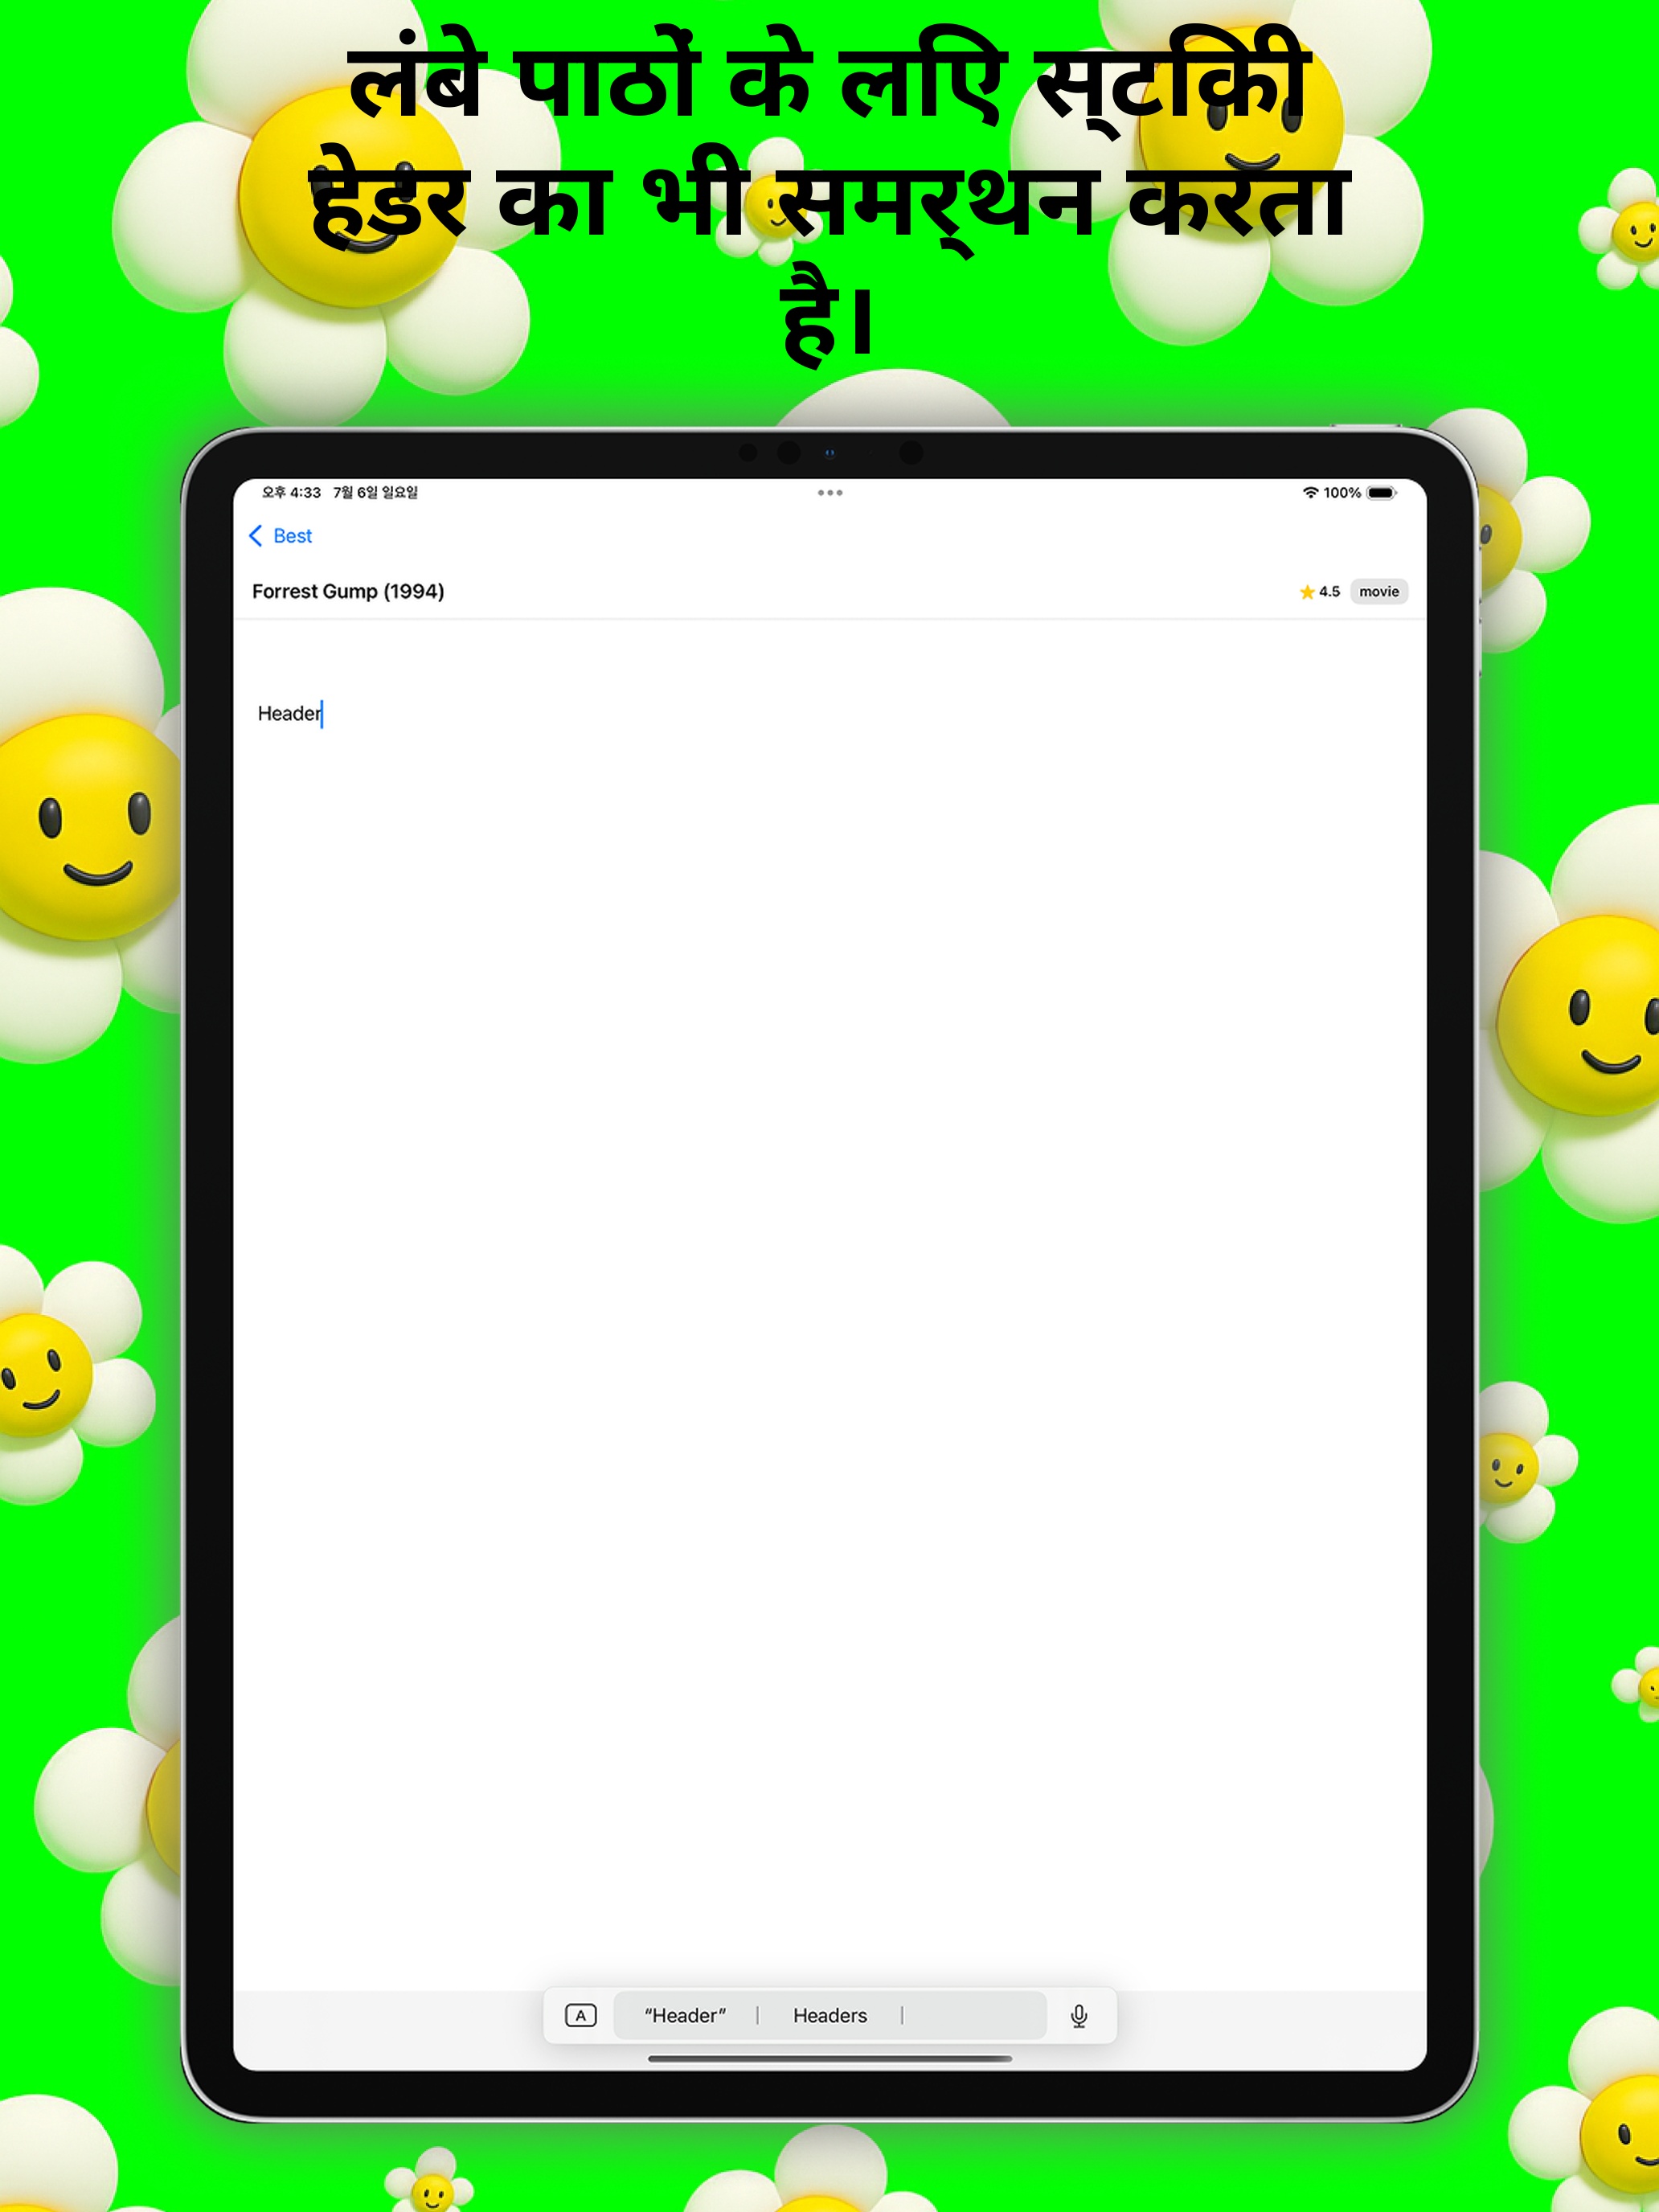 लंबे पाठों के लिए स्टिकी
हेडर का भी समर्थन करता
है।
오후 4:33 7월 6일 일요일
100%
Best
Forrest Gump (1994)
4.5 movie
Header
A “Header” Headers